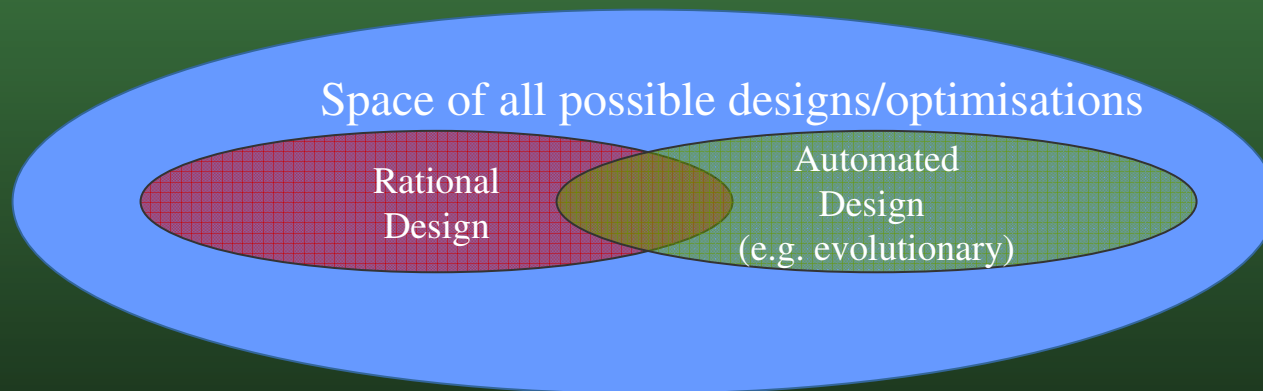 Space of all possible designs/optimisations
Rational
Design
Automated
Design
(e.g. evolutionary)